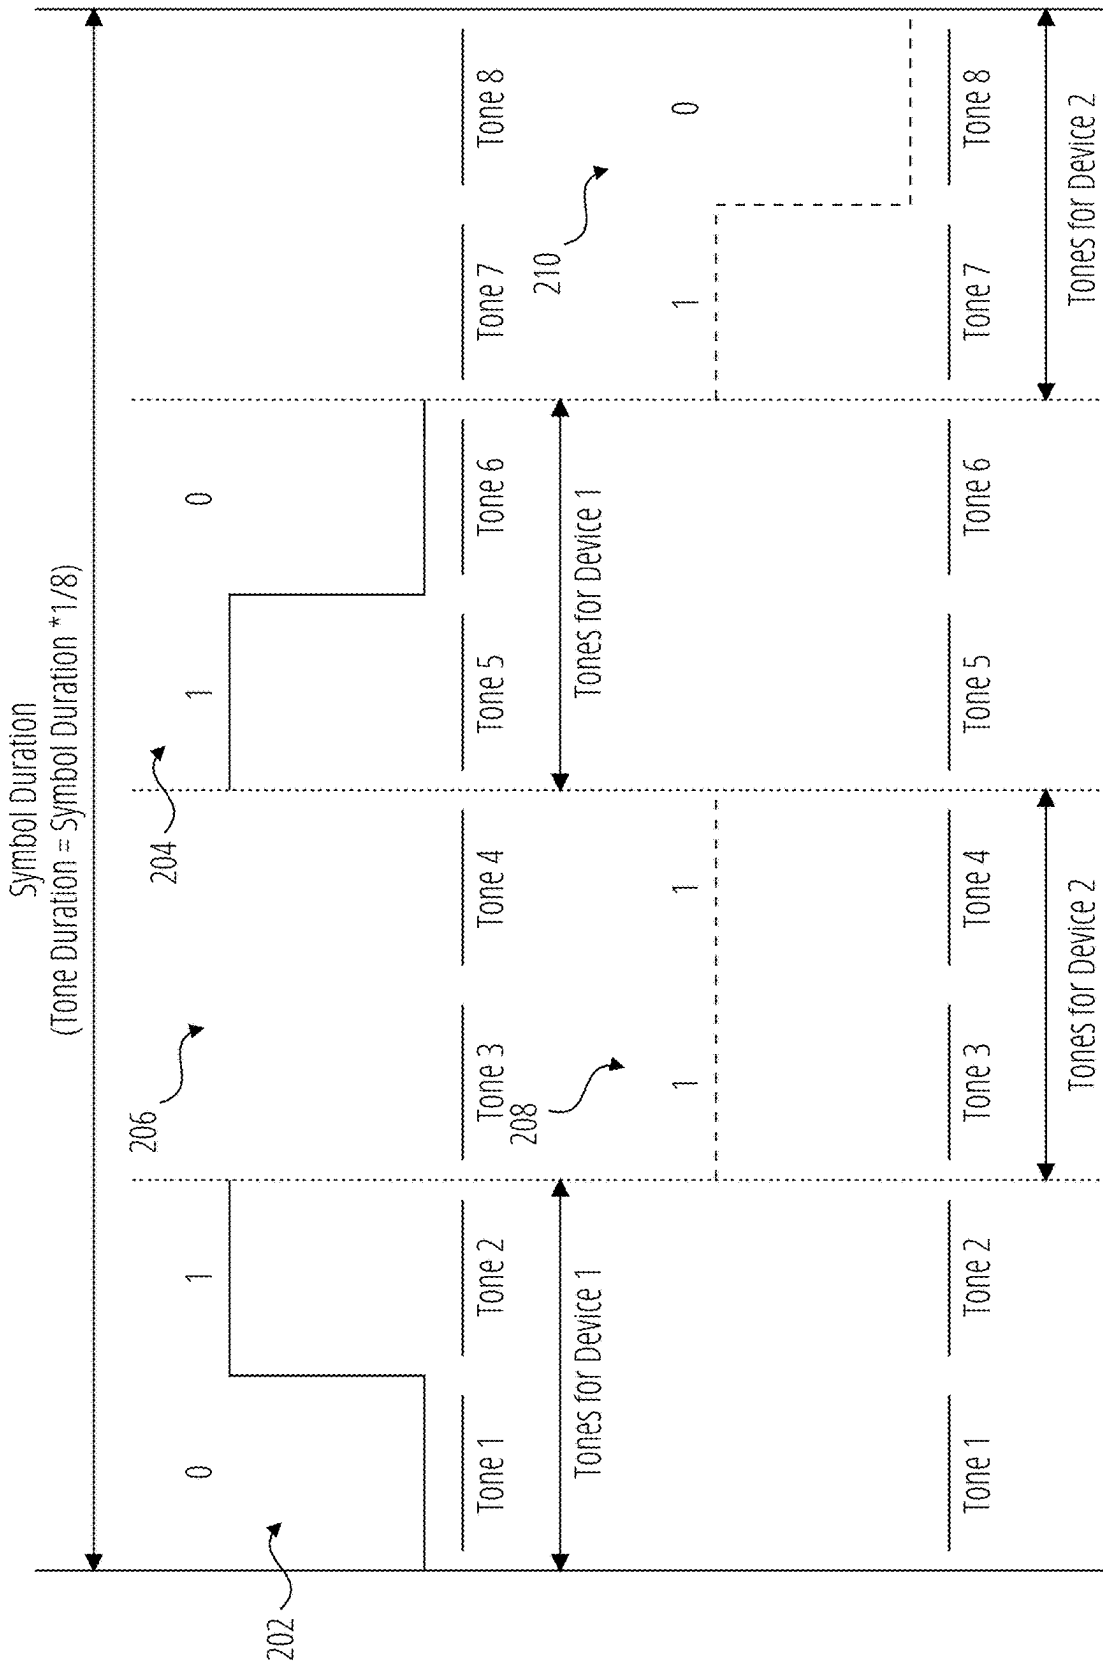 Symbol Duration
(Tone Duration = Symbol Duration *1/8)
202
206
204
0
1
1
0
Tone 1
Tone 2
Tone 3
Tone 4
Tone 5
Tone 6
Tone 7
Tone 8
208
210
Tones for Device 1
Tones for Device 1
1
1
1
0
Tone 1
Tone 2
Tone 3
Tone 4
Tone 5
Tone 6
Tone 7
Tone 8
Tones for Device 2
Tones for Device 2